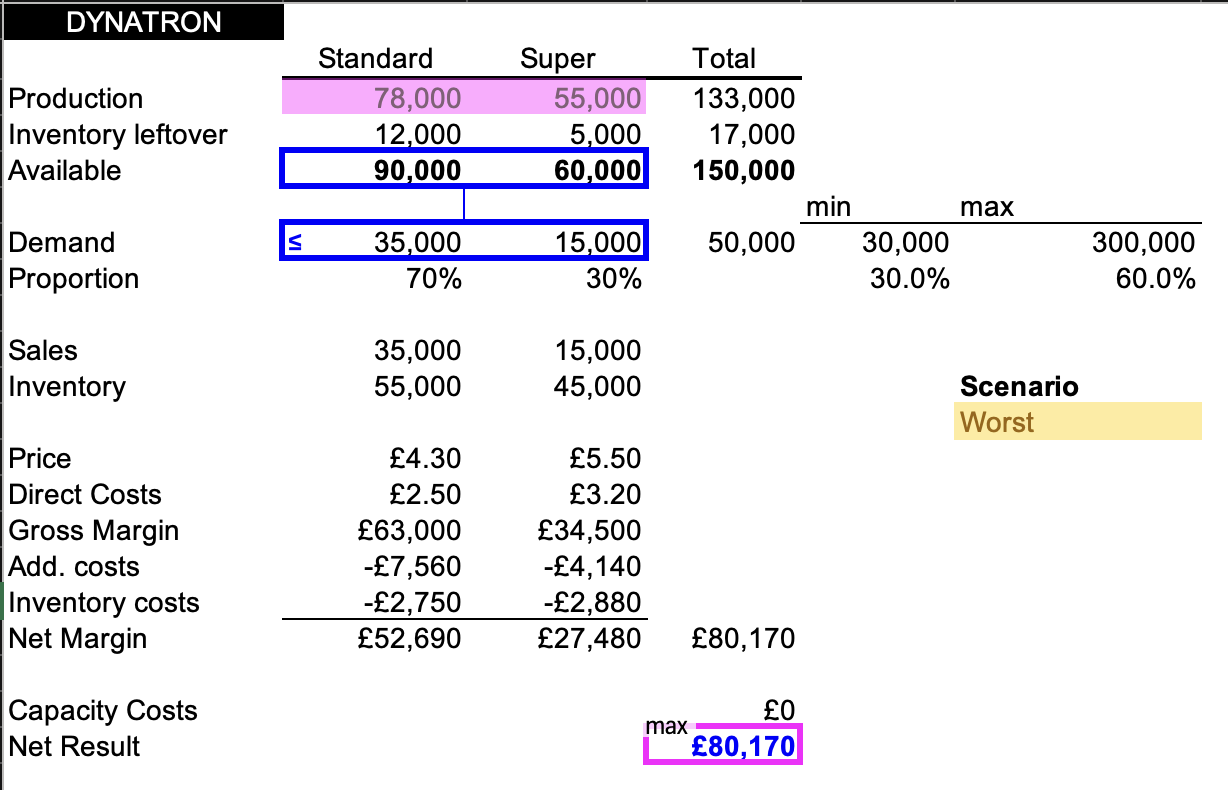 DYNATRON
Standard Super Total
Production 78,000 55,000 133,000
Inventory leftover 12,000 5,000 17,000
Available 90,000 60,000 150,000
min max
Demand ≤ 35,000 15,000 50,000 30,000 300,000
Proportion 70% 30% 30.0% 60.0%
Sales 35,000 15,000
Inventory 55,000 45,000 Scenario
Worst
Price £4.30 £5.50
Direct Costs £2.50 £3.20
Gross Margin £63,000 £34,500
Add. costs -£7,560 -£4,140
Inventory costs -£2,750 -£2,880
Net Margin £52,690 £27,480 £80,170
Capacity Costs £0
max
Net Result £80,170